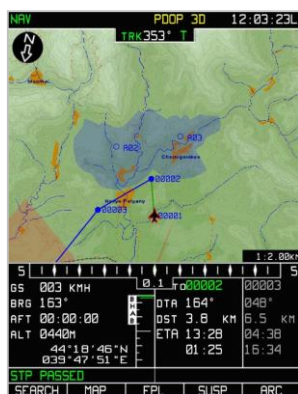 NAV PDOP 3D 12:03:23L
TRK353° T
N
A02
A03
00002
00003
00001
1:2.00km
5 5
0.1
GS 003 KMH TO00002 00003
BRG 163° DTA 164° 048°
AFT 00:00:00 DST 3.8 KM 6.5 KM
ALT 0440M ETA 13:28 04:38
44°18'46"N 01:25 16:34
039°47'51"E
STP PASSED
SEARCH MAP FPL SUSP ARC